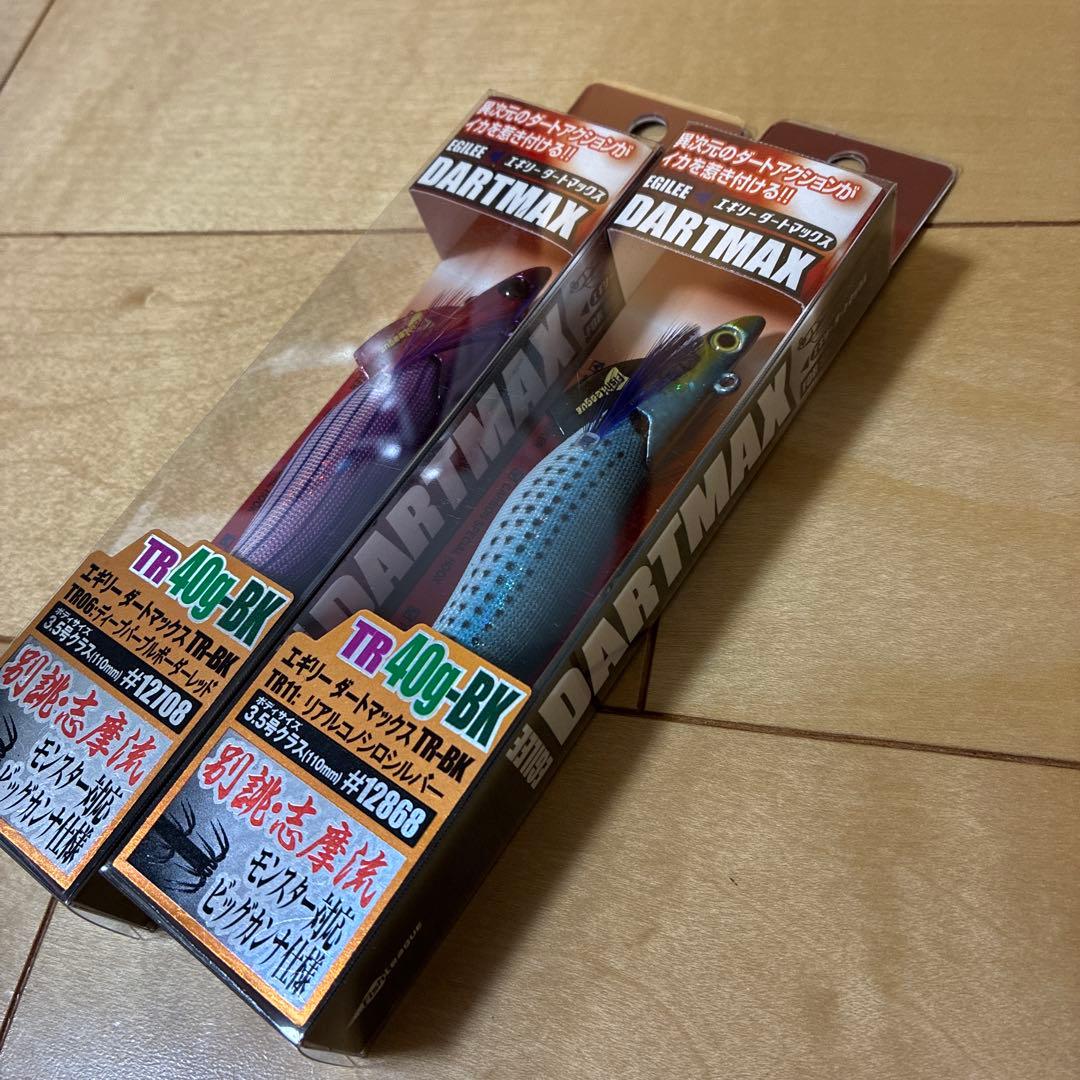 異次元のダートアクションが
イカを惹き付ける!!
EGILEE エギリー ダートマックス
DARTMAX
FishLeague
DARTMAX
TR 40g-BK
エギリー ダートマックス TR-BK
TR06:ディープパープルボーダーレッド
ボディサイズ
3.5号クラス(110mm) #12708
別誂・志摩流
モンスター対応
ビッグカンナ仕様
異次元のダートアクションが
イカを惹き付ける!!
EGILEE エギリー ダートマックス
DARTMAX
FishLeague
EGILEE DARTMAX
TR 40g-BK
エギリー ダートマックス TR-BK
TR11: リアルコノシロシルバー
ボディサイズ
3.5号クラス(110mm) #12868
別誂・志摩流
モンスター対応
ビッグカンナ仕様
FishLeague